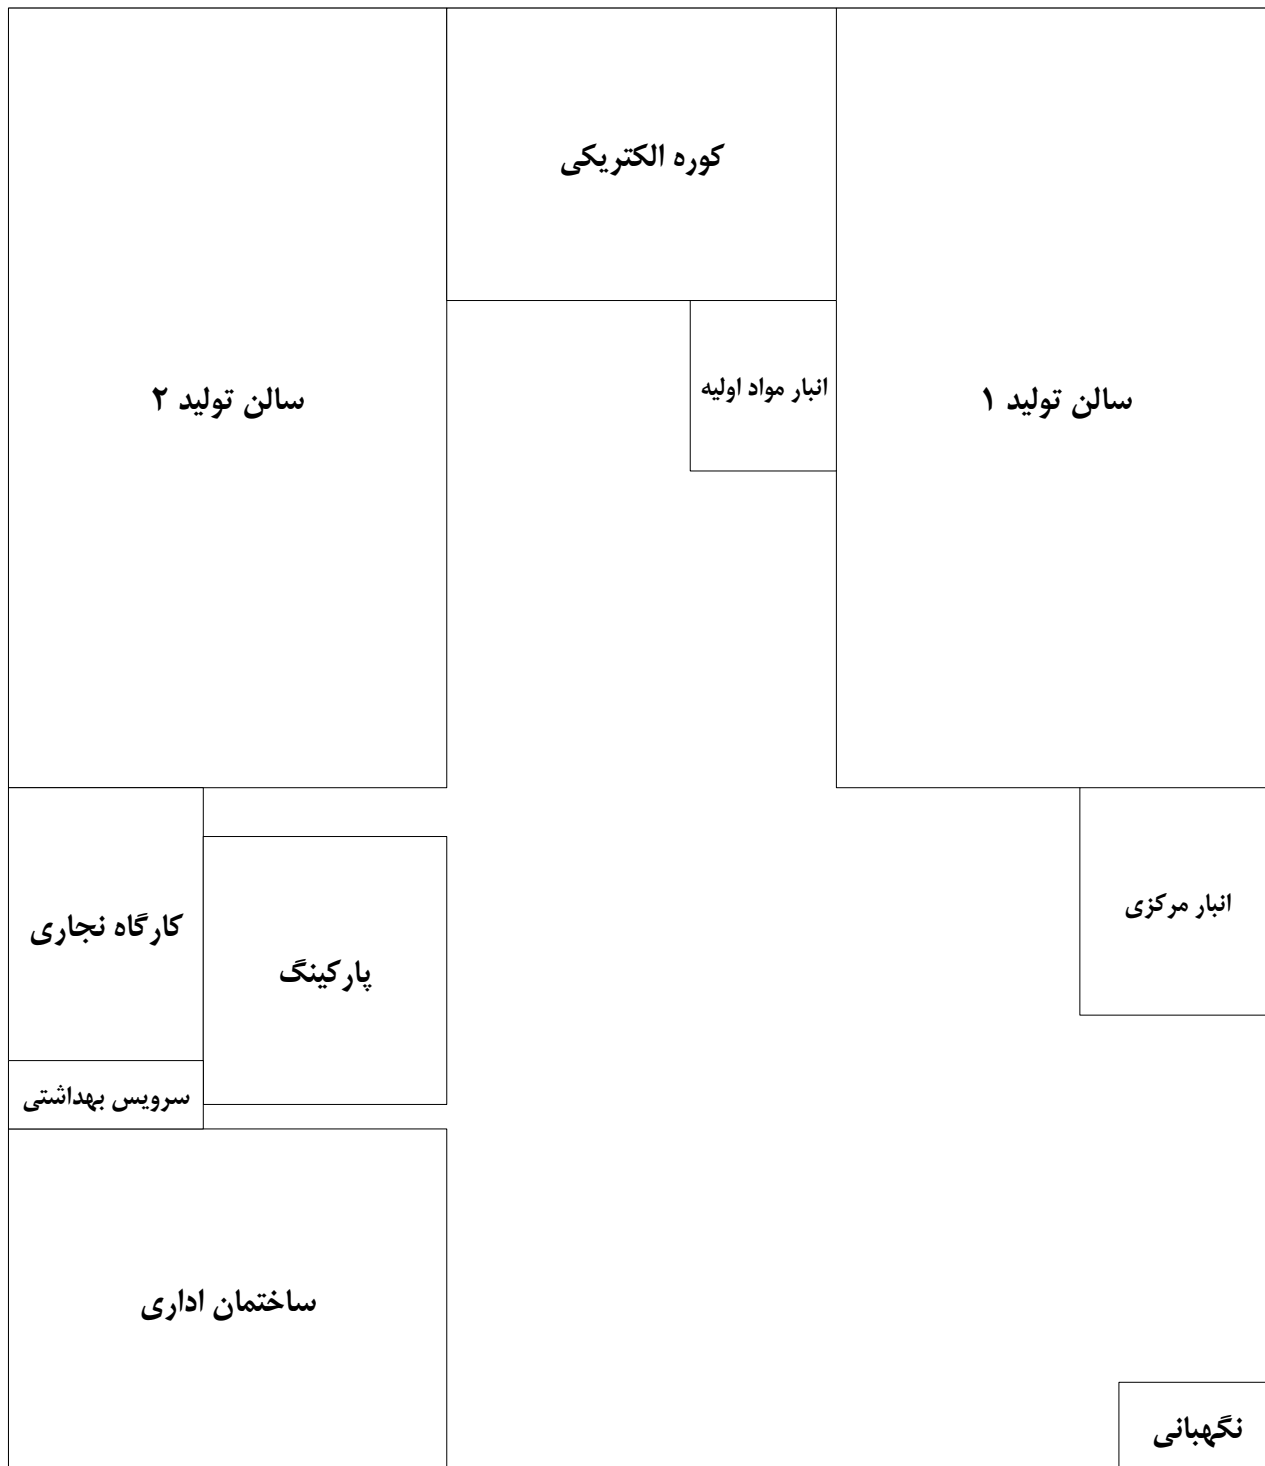 کوره الکتریکی
انبار مواد اولیه
سالن تولید ۱
سالن تولید ۲
انبار مرکزی
کارگاه نجاری
پارکینگ
سرویس بهداشتی
ساختمان اداری
نگهبانی